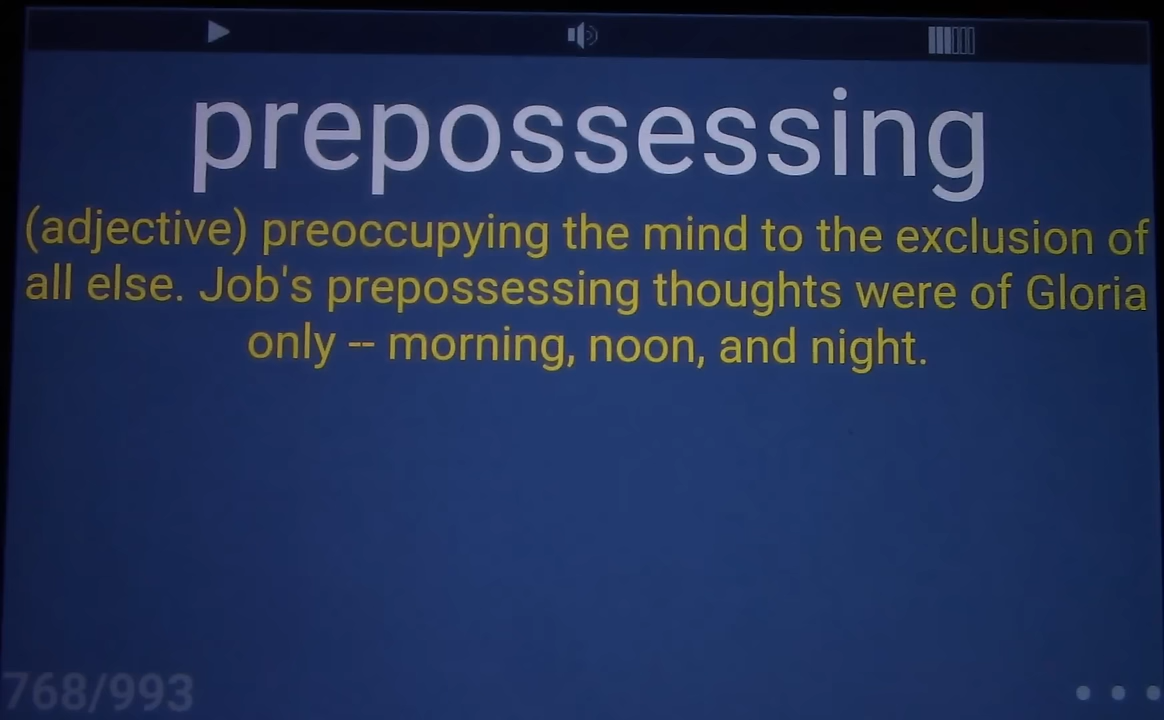 prepossessing
(adjective) preoccupying the mind to the exclusion of
all else. Job's prepossessing thoughts were of Gloria
only -- morning, noon, and night.
768/993